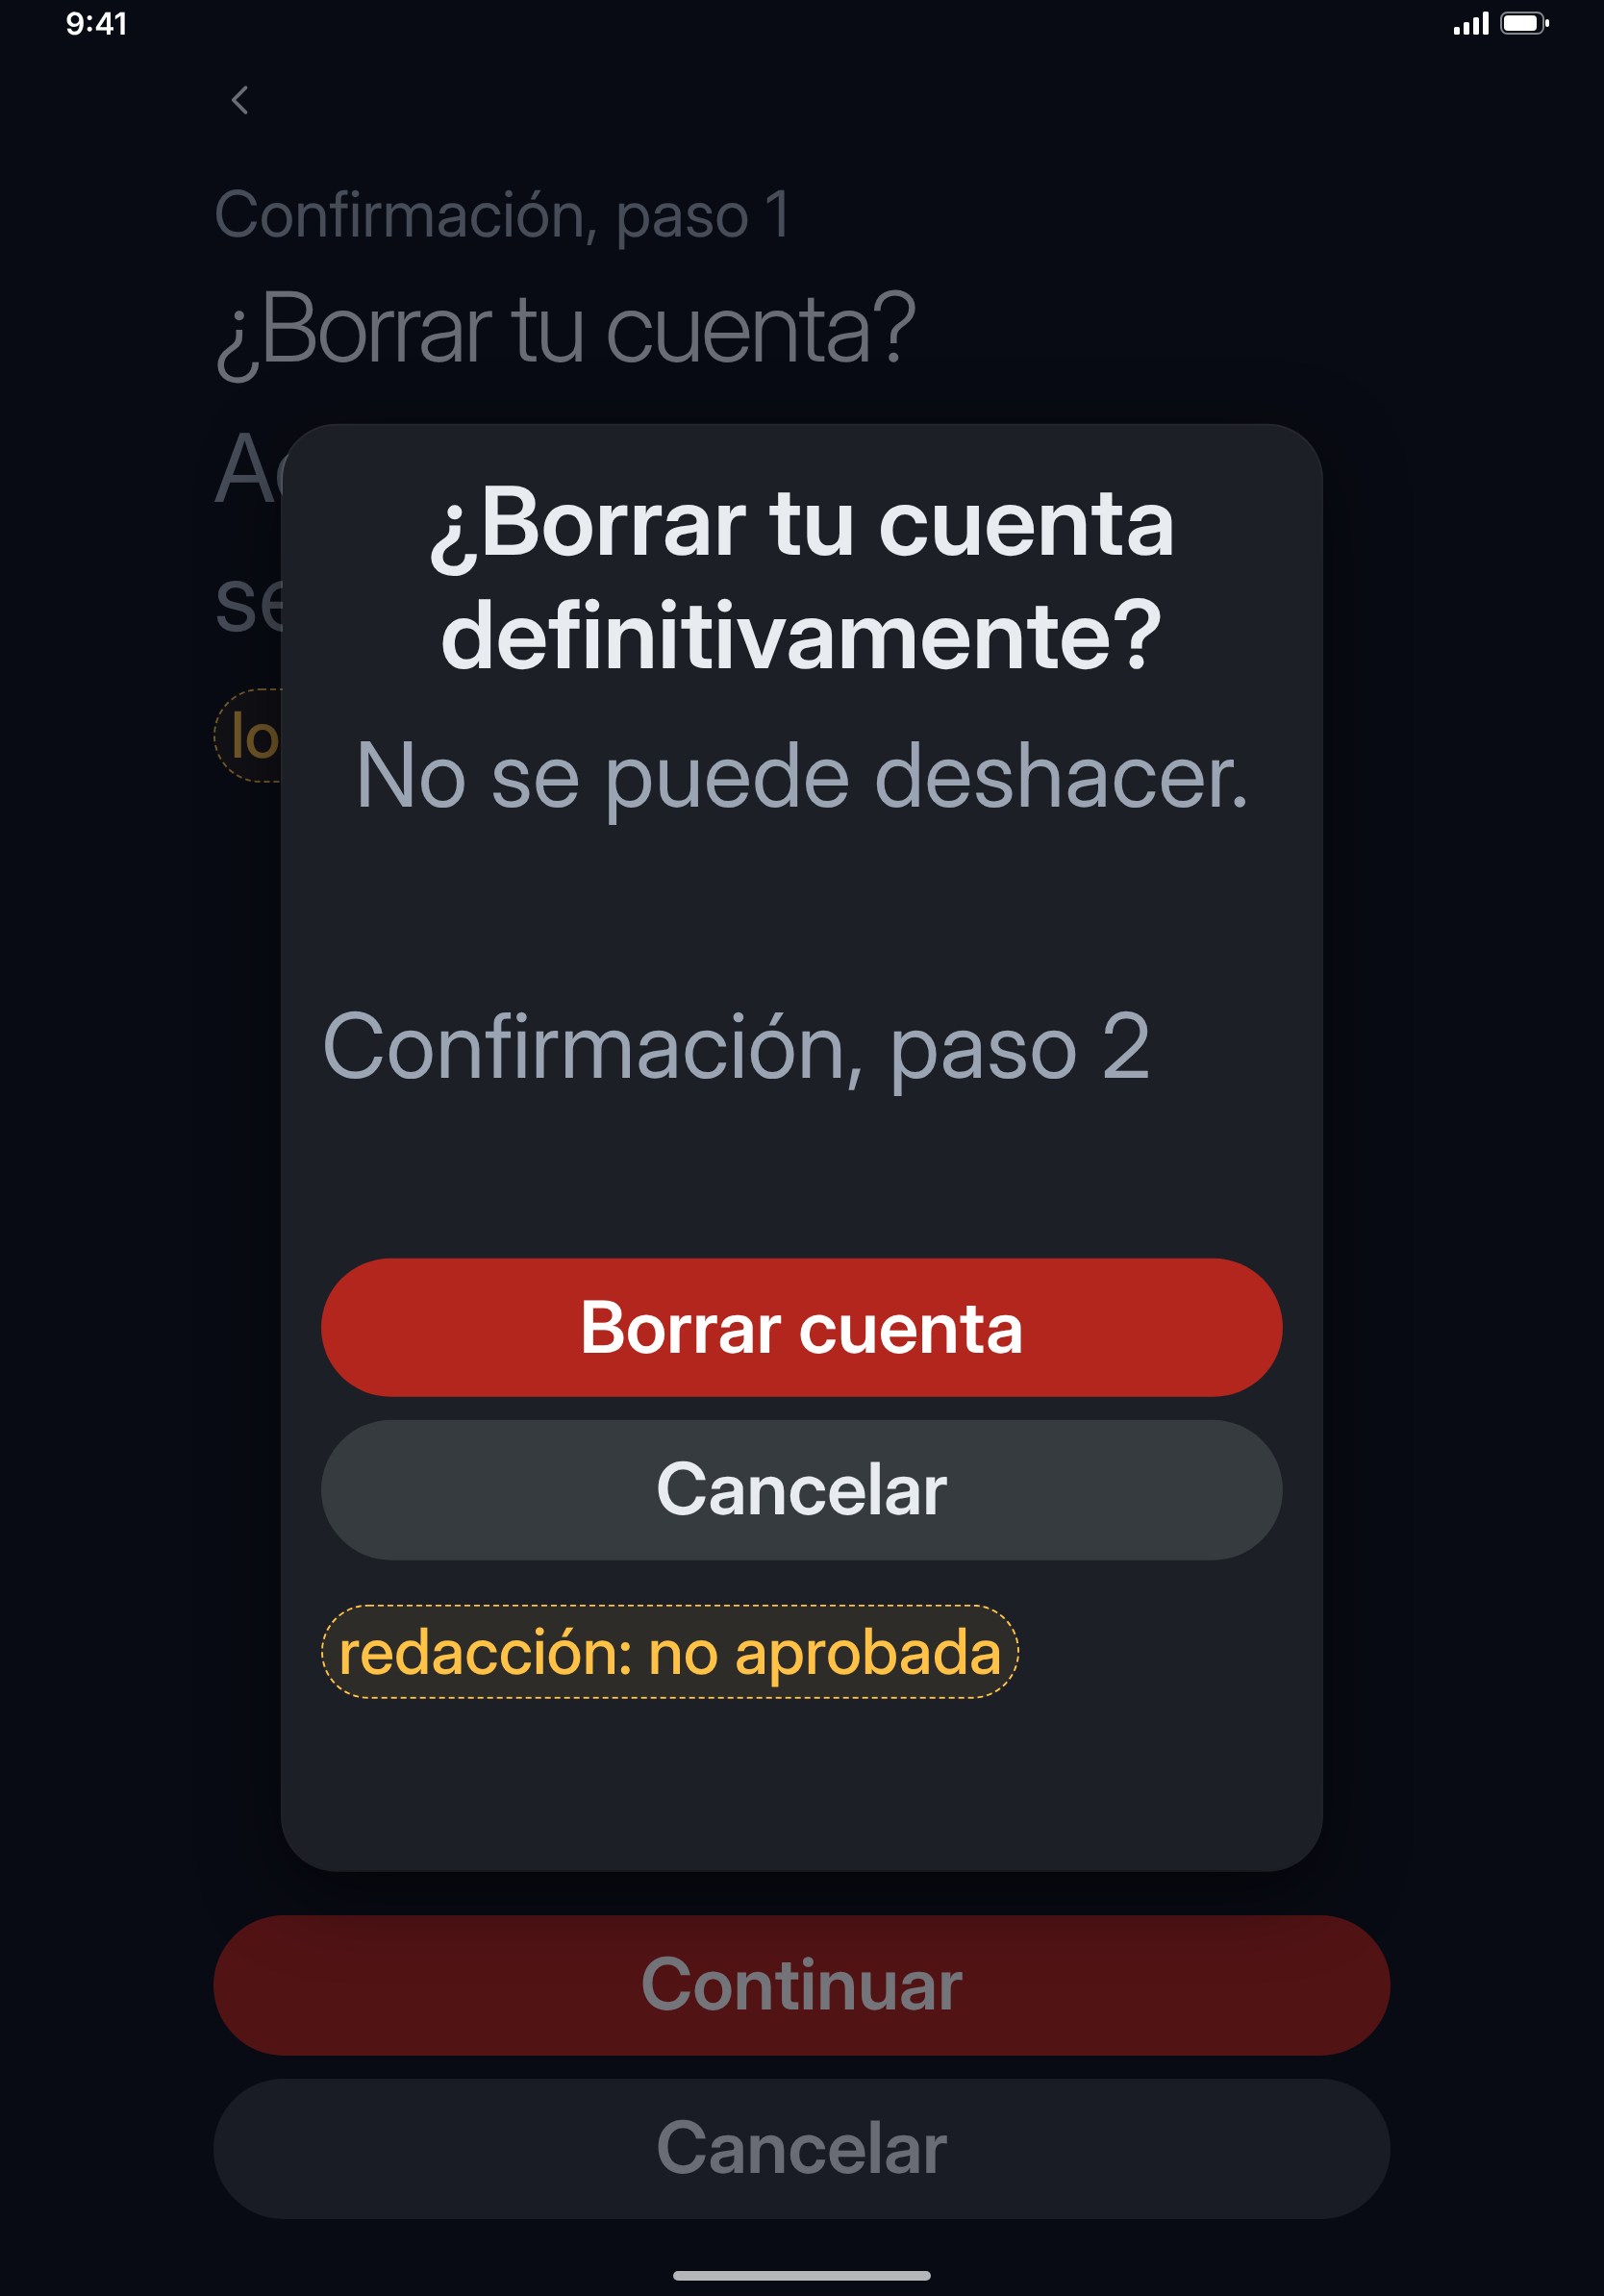 9:41
Confirmación, paso 1
¿Borrar tu cuenta?
¿Borrar tu cuenta
definitivamente?
No se puede deshacer.
Confirmación, paso 2
Borrar cuenta
Cancelar
redacción: no aprobada
Continuar
Cancelar